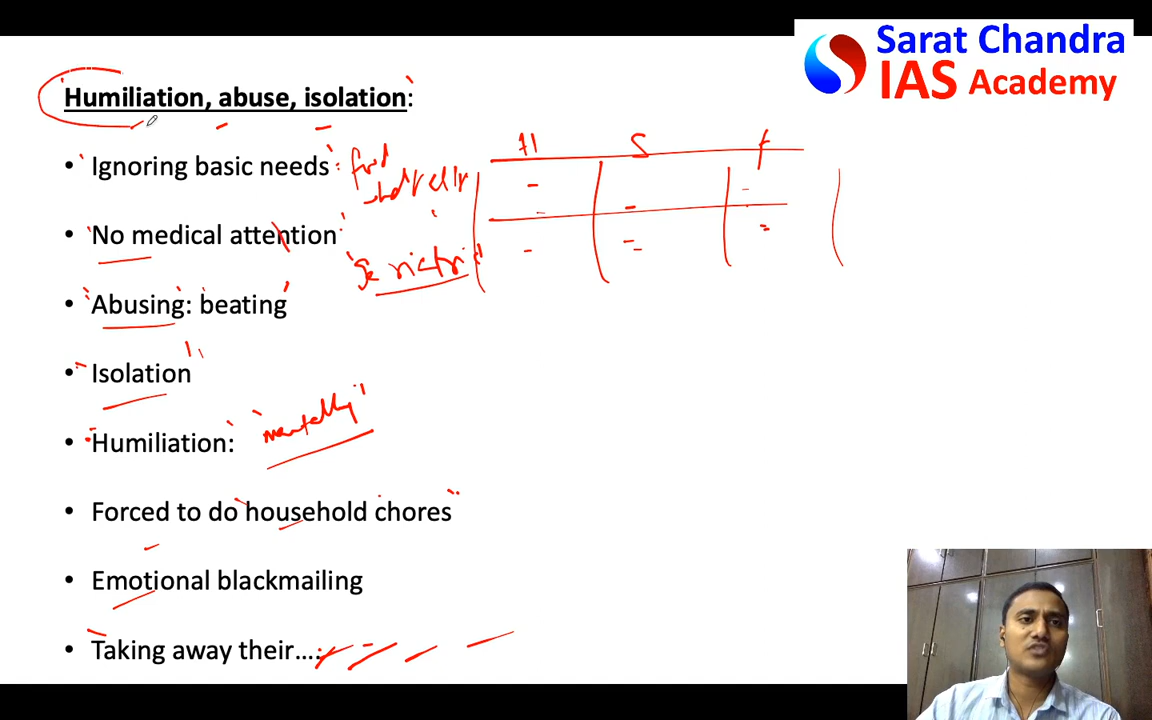 Sarat Chandra
IAS Academy
Humiliation, abuse, isolation:
• Ignoring basic needs
• No medical attention
• Abusing: beating
• Isolation
• Humiliation: "mentally"
• Forced to do household chores
• Emotional blackmailing
• Taking away their....
H S F